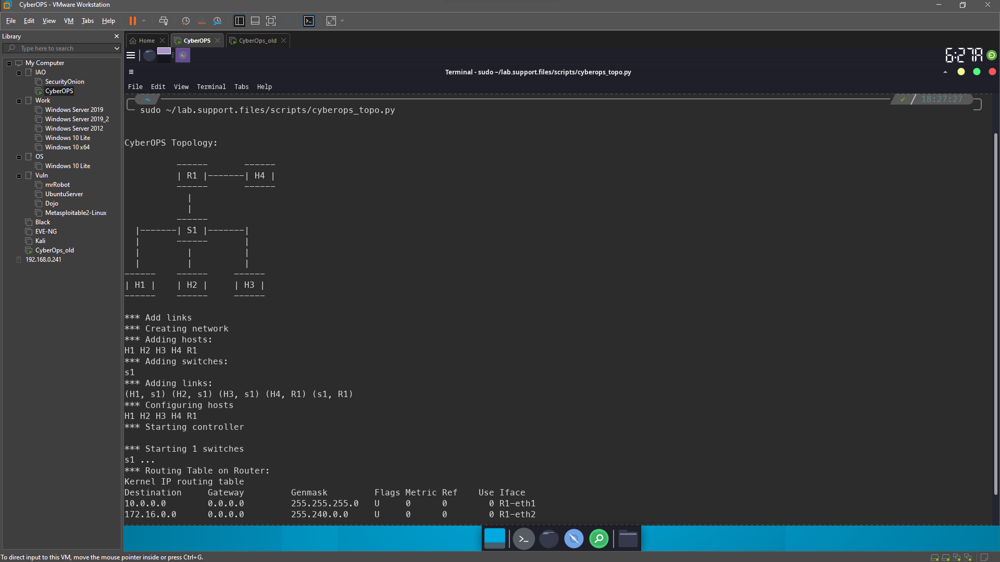 CyberOPS - VMware Workstation
File Edit View VM Tabs Help
Library
Type here to search
My Computer
IAO
SecurityOnion
CyberOPS
Work
Windows Server 2019
Windows Server 2019_2
Windows Server 2012
Windows 10 Lite
Windows 10 x64
OS
Windows 10 Lite
Vuln
mrRobot
UbuntuServer
Dojo
Metasploitable2-Linux
Black
EVE-NG
Kali
CyberOps_old
192.168.0.241
Home CyberOPS CyberOps_old
6:27A
Terminal - sudo ~/lab.support.files/scripts/cyberops_topo.py
File Edit View Terminal Tabs Help
~ ✔ / 18:27:27
sudo ~/lab.support.files/scripts/cyberops_topo.py
CyberOPS Topology:
------ ------
| R1 |-------| H4 |
------ ------
|
|
------
|-------| S1 |-------|
| ------ |
| | |
| | |
------ ------ ------
| H1 | | H2 | | H3 |
------ ------ ------
*** Add links
*** Creating network
*** Adding hosts:
H1 H2 H3 H4 R1
*** Adding switches:
s1
*** Adding links:
(H1, s1) (H2, s1) (H3, s1) (H4, R1) (s1, R1)
*** Configuring hosts
H1 H2 H3 H4 R1
*** Starting controller
*** Starting 1 switches
s1 ...
*** Routing Table on Router:
Kernel IP routing table
Destination Gateway Genmask Flags Metric Ref Use Iface
10.0.0.0 0.0.0.0 255.255.255.0 U 0 0 0 R1-eth1
172.16.0.0 0.0.0.0 255.240.0.0 U 0 0 0 R1-eth2
To direct input to this VM, move the mouse pointer inside or press Ctrl+G.